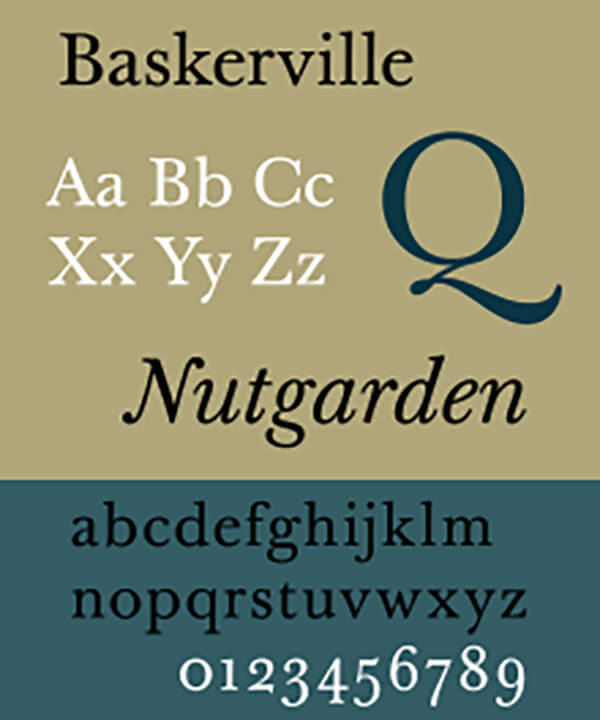 Baskerville
Aa Bb Cc
Xx Yy Zz
Q
Nutgarden
abcdefghijklm
nopqrstuvwxyz
0123456789